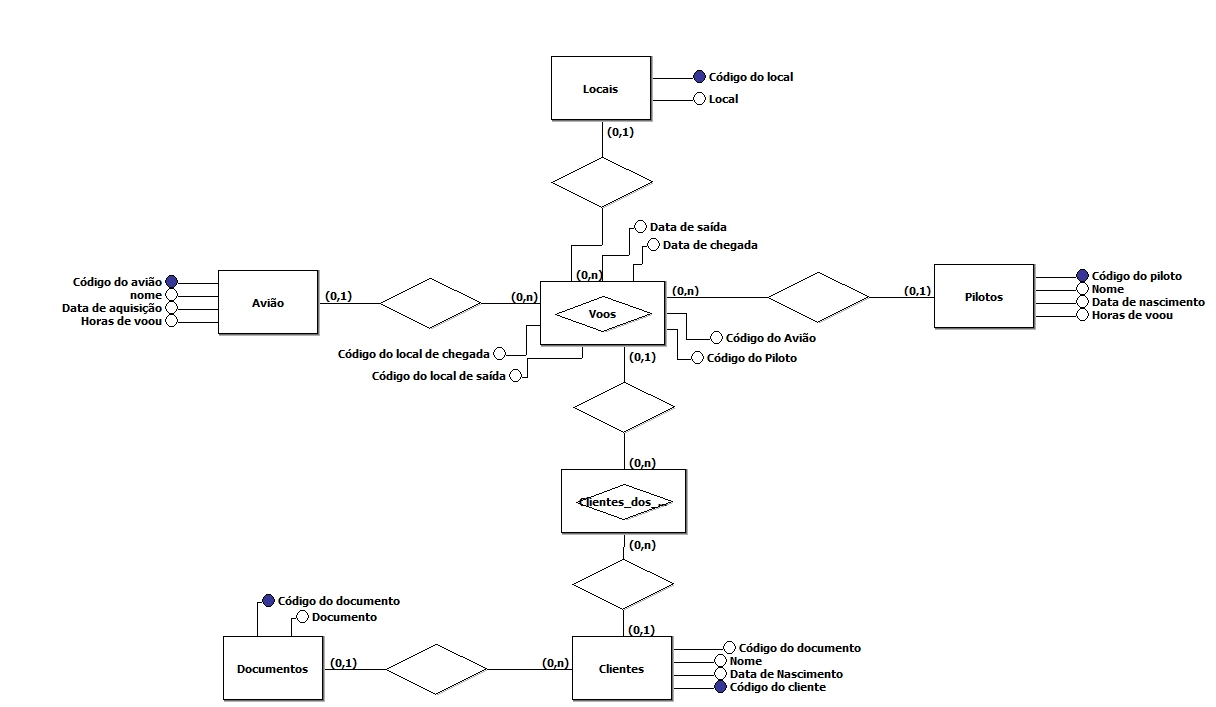 Locais
Código do local
Local
(0,1)
Data de saída
Data de chegada
(0,n)
Código do avião
nome
Data de aquisição
Horas de voou
Avião
(0,1)
(0,n)
Voos
(0,n)
(0,1)
Pilotos
Código do piloto
Nome
Data de nascimento
Horas de voou
Código do Avião
Código do Piloto
Código do local de chegada
Código do local de saída
(0,1)
(0,n)
Clientes_dos_...
(0,n)
(0,1)
Código do documento
Documento
Documentos
(0,1)
(0,n)
Clientes
Código do documento
Nome
Data de Nascimento
Código do cliente